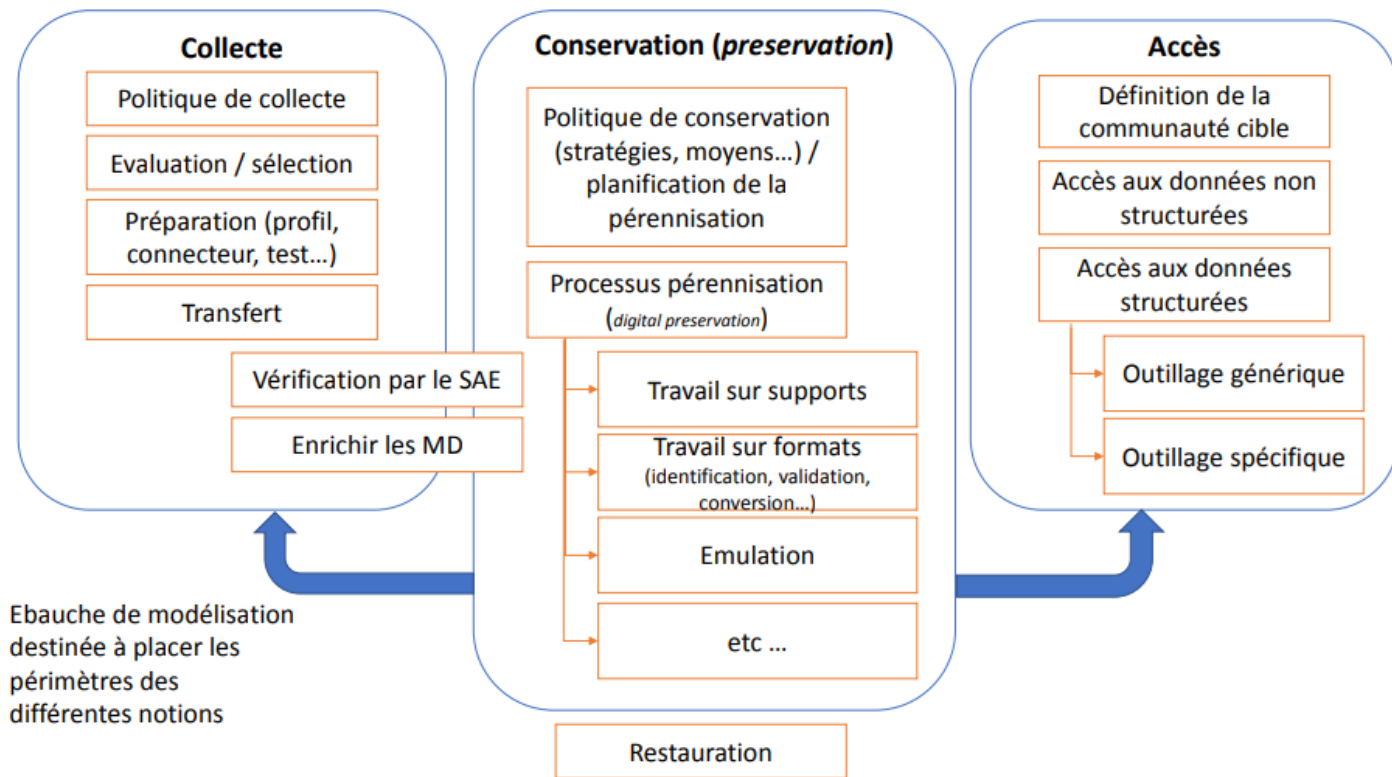 Collecte
Politique de collecte
Evaluation / sélection
Préparation (profil,
connecteur, test…)
Transfert
Vérification par le SAE
Enrichir les MD
Conservation (preservation)
Politique de conservation
(stratégies, moyens…) /
planification de la
pérennisation
Processus pérennisation
(digital preservation)
Travail sur supports
Travail sur formats
(identification, validation,
conversion…)
Emulation
etc …
Accès
Définition de la
communauté cible
Accès aux données non
structurées
Accès aux données
structurées
Outillage générique
Outillage spécifique
Ebauche de modélisation
destinée à placer les
périmètres des
différentes notions
Restauration